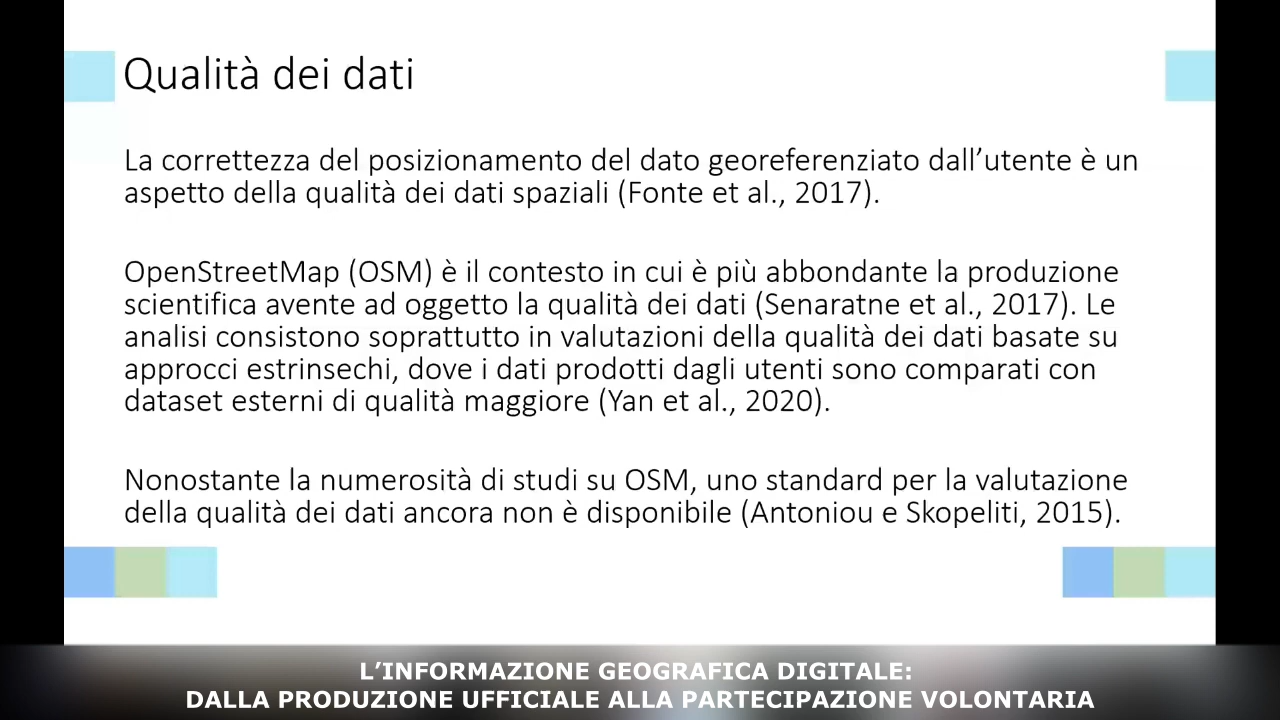 Qualità dei dati
La correttezza del posizionamento del dato georeferenziato dall’utente è un
aspetto della qualità dei dati spaziali (Fonte et al., 2017).
OpenStreetMap (OSM) è il contesto in cui è più abbondante la produzione
scientifica avente ad oggetto la qualità dei dati (Senaratne et al., 2017). Le
analisi consistono soprattutto in valutazioni della qualità dei dati basate su
approcci estrinsechi, dove i dati prodotti dagli utenti sono comparati con
dataset esterni di qualità maggiore (Yan et al., 2020).
Nonostante la numerosità di studi su OSM, uno standard per la valutazione
della qualità dei dati ancora non è disponibile (Antoniou e Skopeliti, 2015).
L’INFORMAZIONE GEOGRAFICA DIGITALE:
DALLA PRODUZIONE UFFICIALE ALLA PARTECIPAZIONE VOLONTARIA